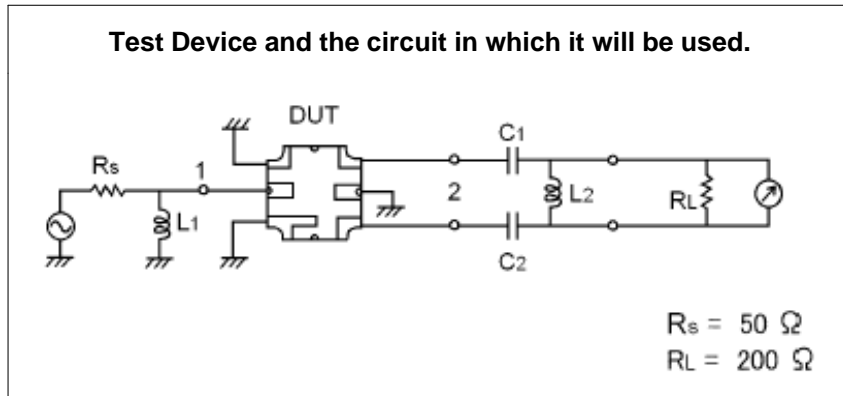 Test Device and the circuit in which it will be used.
DUT
C1
Rs
1
2
L1
L2
RL
C2
Rs = 50 Ω
RL = 200 Ω